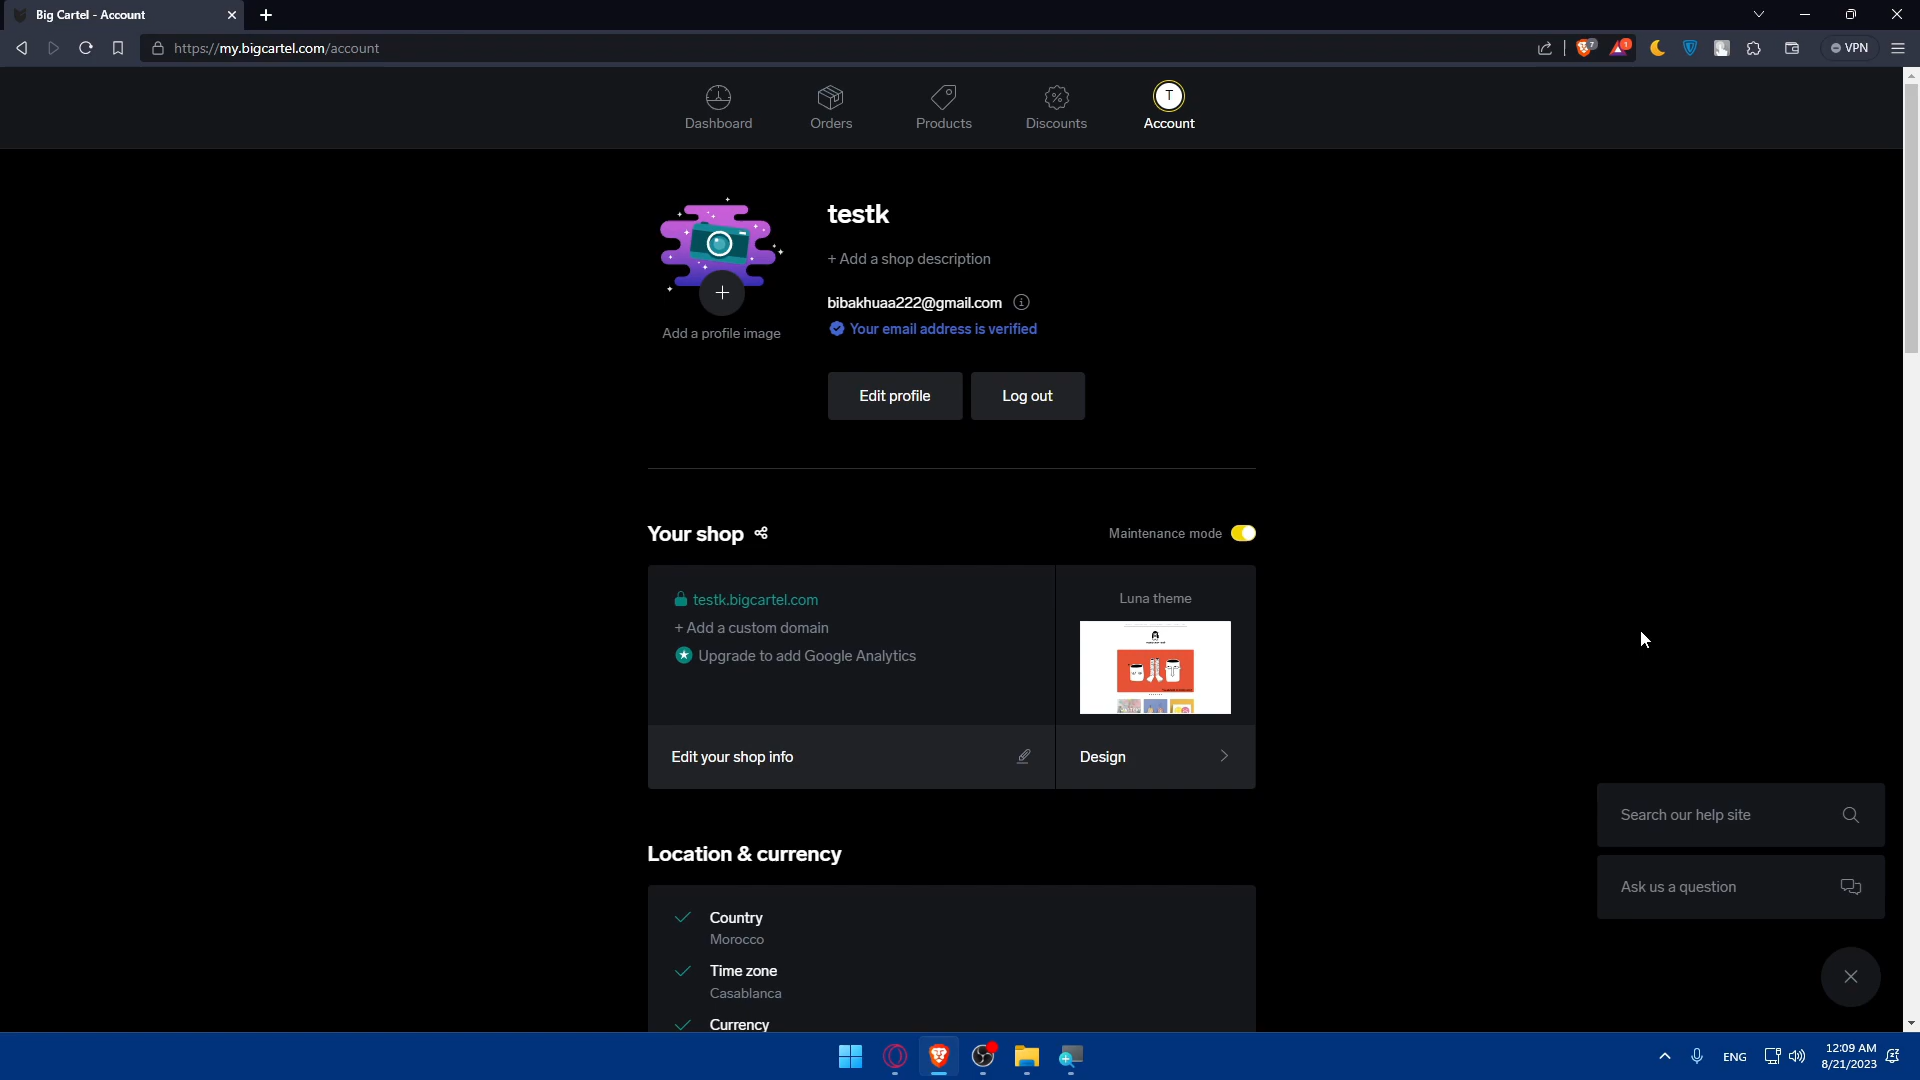 Big Cartel - Account
https://my.bigcartel.com/account
7
1
VPN
Dashboard
Orders
Products
Discounts
T
Account
testk
+ Add a shop description
bibakhuaa222@gmail.com
Your email address is verified
Add a profile image
Edit profile
Log out
Your shop
Maintenance mode
testk.bigcartel.com
+ Add a custom domain
Upgrade to add Google Analytics
Luna theme
Edit your shop info
Design
Search our help site
Location & currency
Ask us a question
Country
Morocco
Time zone
Casablanca
Currency
ENG
12:09 AM
8/21/2023